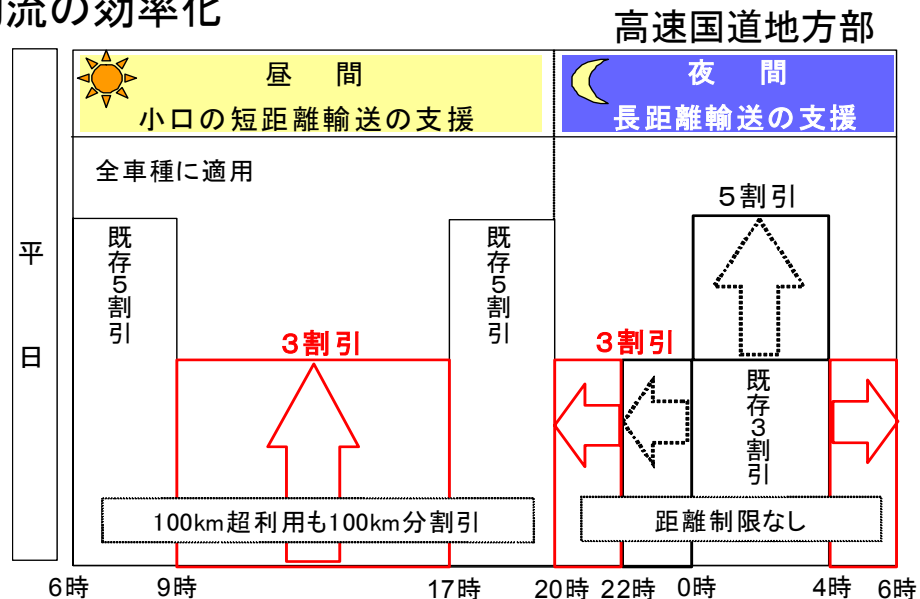 流の効率化
高速国道地方部
昼 間
小口の短距離輸送の支援
夜 間
長距離輸送の支援
全車種に適用
平日
既存5割引
3割引
既存5割引
3割引
5割引
既存3割引
100km超利用も100km分割引
距離制限なし
6時 9時 17時 20時 22時 0時 4時 6時